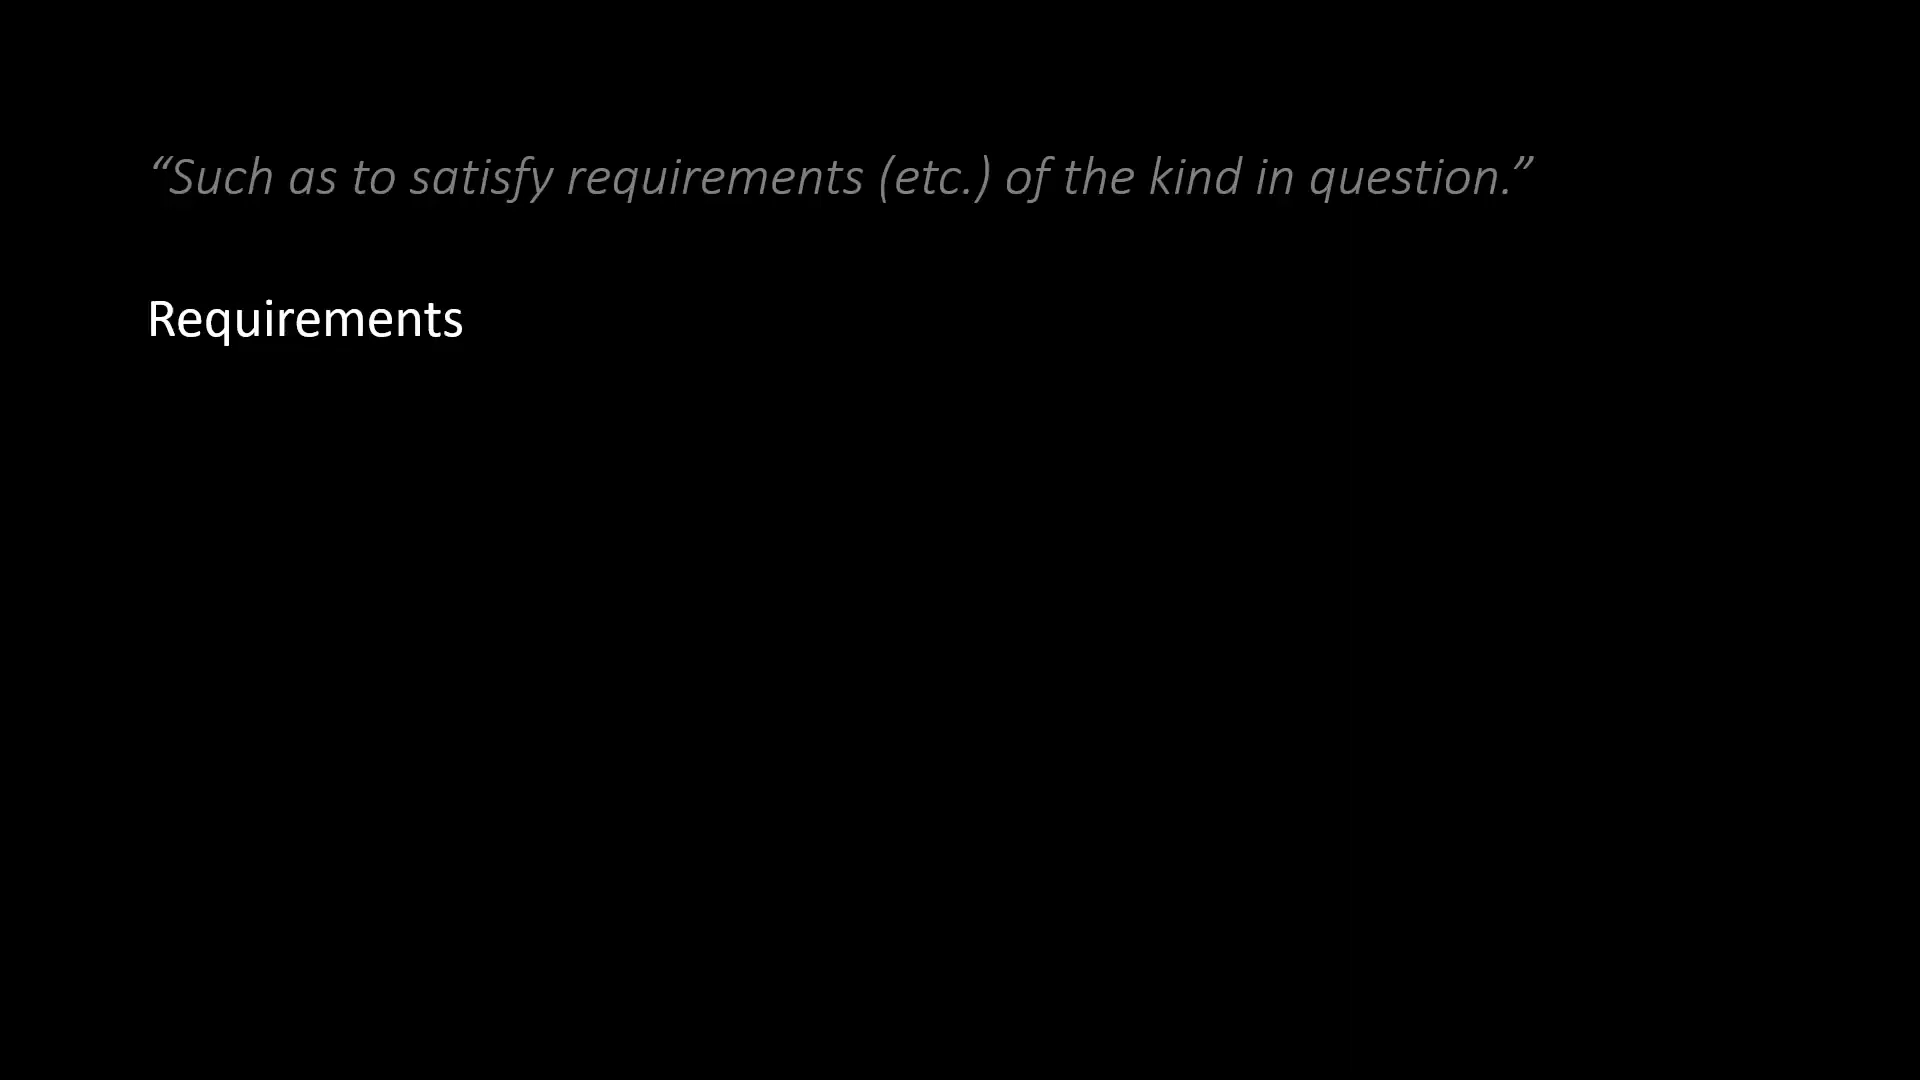 “Such as to satisfy requirements (etc.) of the kind in question.”
Requirements